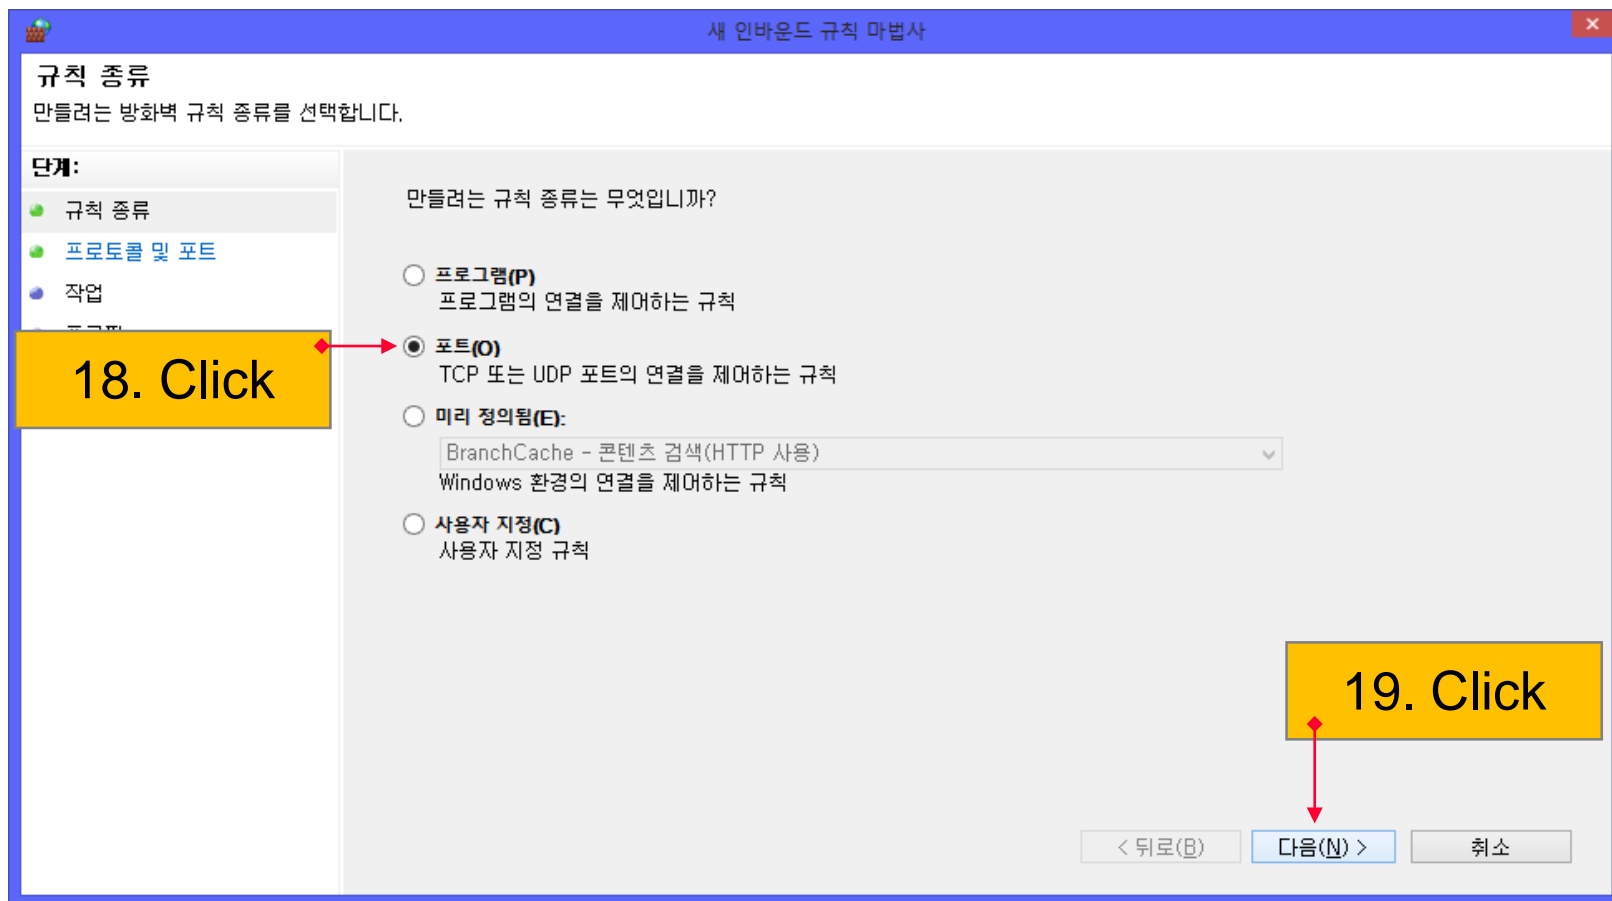 새 인바운드 규칙 마법사
규칙 종류
만들려는 방화벽 규칙 종류를 선택합니다.
단계:
규칙 종류
프로토콜 및 포트
작업
만들려는 규칙 종류는 무엇입니까?
프로그램(P)
프로그램의 연결을 제어하는 규칙
18. Click
포트(O)
TCP 또는 UDP 포트의 연결을 제어하는 규칙
미리 정의됨(E):
BranchCache - 콘텐츠 검색(HTTP 사용)
Windows 환경의 연결을 제어하는 규칙
사용자 지정(C)
사용자 지정 규칙
19. Click
< 뒤로(B)
다음(N) >
취소